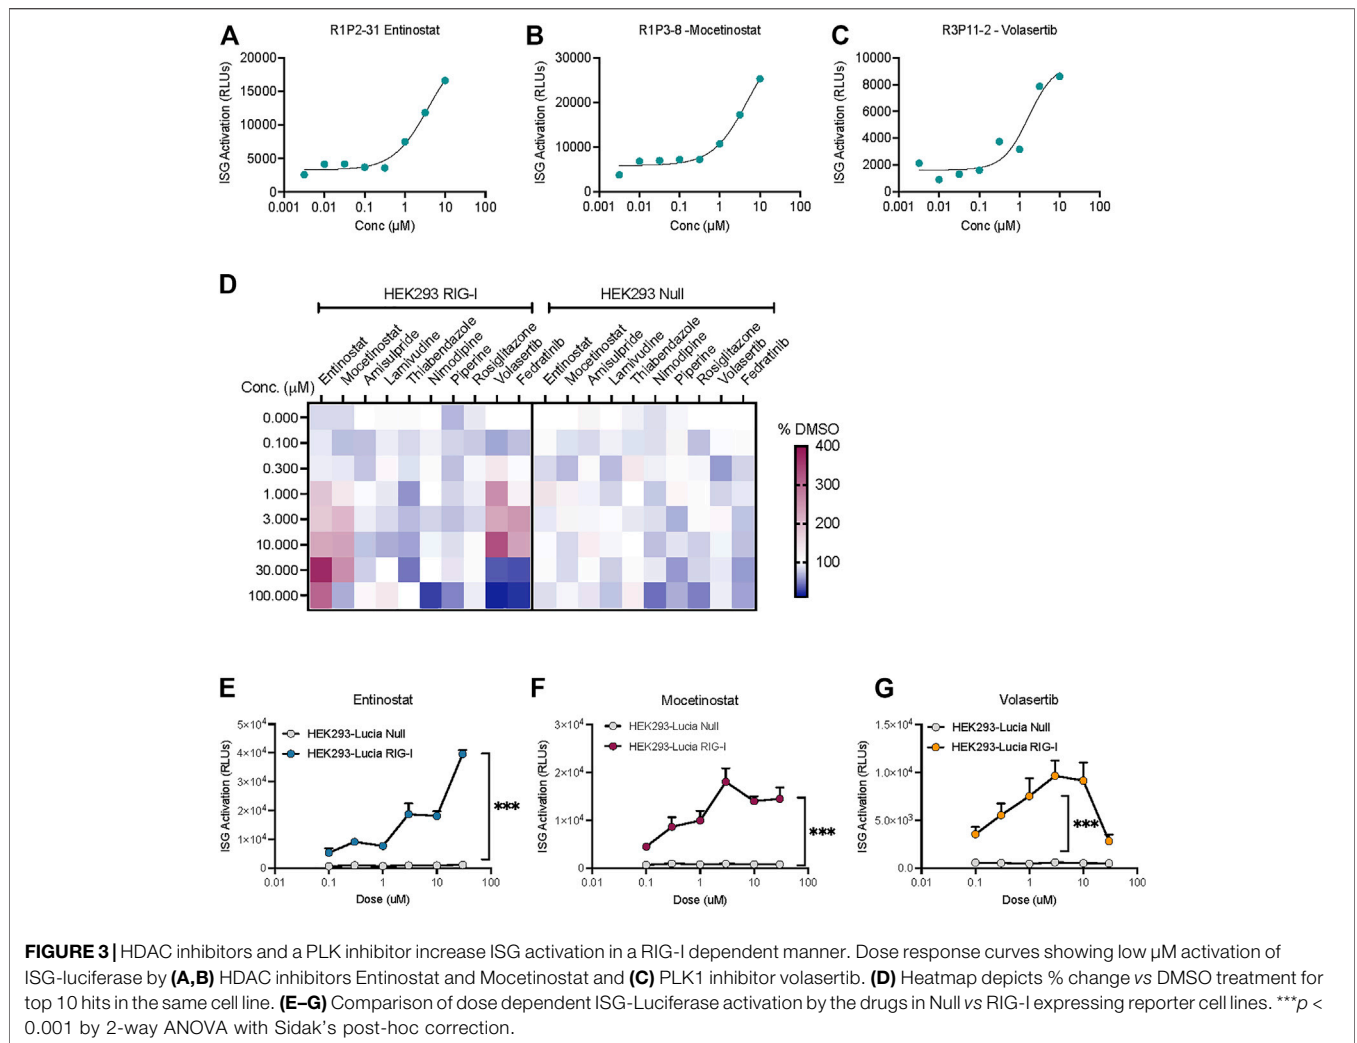 A
R1P2-31 Entinostat
ISG Activation (RLUs)
20000
15000
10000
5000
0
0.001 0.01 0.1 1 10 100
Conc (µM)
B
R1P3-8 -Mocetinostat
ISG Activation (RLUs)
30000
20000
10000
0
0.001 0.01 0.1 1 10 100
Conc (µM)
C
R3P11-2 - Volasertib
ISG Activation (RLUs)
10000
8000
6000
4000
2000
0
0.001 0.01 0.1 1 10 100
Conc (µM)
D
HEK293 RIG-I
HEK293 Null
Entinostat
Mocetinostat
Amisulpride
Lamivudine
Thiabendazole
Nimodipine
Piperine
Rosiglitazone
Volasertib
Fedratinib
Entinostat
Mocetinostat
Amisulpride
Lamivudine
Thiabendazole
Nimodipine
Piperine
Rosiglitazone
Volasertib
Fedratinib
Conc. (µM)
0.000
0.100
0.300
1.000
3.000
10.000
30.000
100.000
% DMSO
400
300
200
100
E
Entinostat
ISG Activation (RLUs)
5×10⁴
4×10⁴
3×10⁴
2×10⁴
1×10⁴
0
HEK293-Lucia Null
HEK293-Lucia RIG-I
***
0.01 0.1 1 10 100
Dose (uM)
F
Mocetinostat
ISG Activation (RLUs)
3×10⁴
2×10⁴
1×10⁴
0
HEK293-Lucia Null
HEK293-Lucia RIG-I
***
0.01 0.1 1 10 100
Dose (uM)
G
Volasertib
ISG Activation (RLUs)
1.5×10⁴
1.0×10⁴
5.0×10³
0.0
HEK293-Lucia Null
HEK293-Lucia RIG-I
***
0.01 0.1 1 10 100
Dose (uM)
FIGURE 3 | HDAC inhibitors and a PLK inhibitor increase ISG activation in a RIG-I dependent manner. Dose response curves showing low µM activation of
ISG-luciferase by (A,B) HDAC inhibitors Entinostat and Mocetinostat and (C) PLK1 inhibitor volasertib. (D) Heatmap depicts % change vs DMSO treatment for
top 10 hits in the same cell line. (E–G) Comparison of dose dependent ISG-Luciferase activation by the drugs in Null vs RIG-I expressing reporter cell lines. ***p <
0.001 by 2-way ANOVA with Sidak's post-hoc correction.